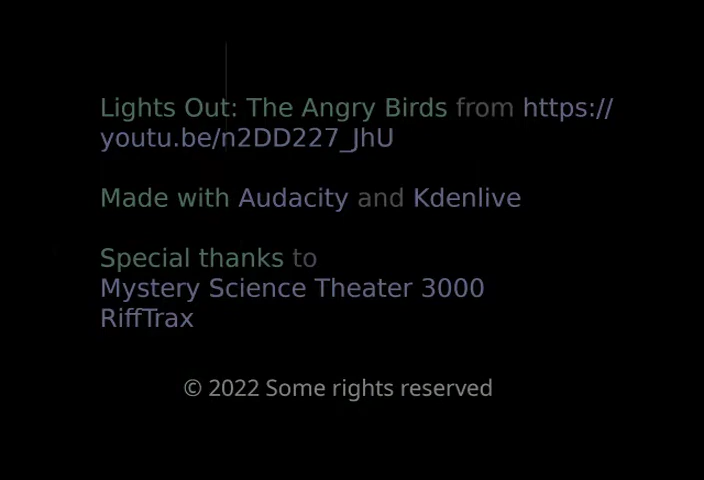 Lights Out: The Angry Birds from https://
youtu.be/n2DD227_JhU
Made with Audacity and Kdenlive
Special thanks to
Mystery Science Theater 3000
RiffTrax
© 2022 Some rights reserved